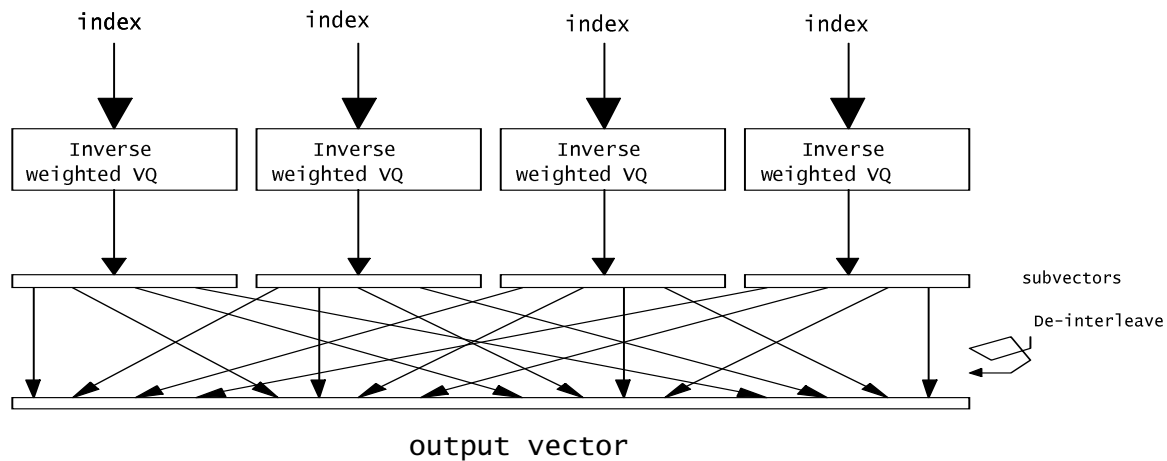 index
index
index
index
Inverse
weighted VQ
Inverse
weighted VQ
Inverse
weighted VQ
Inverse
weighted VQ
subvectors
De-interleave
output vector